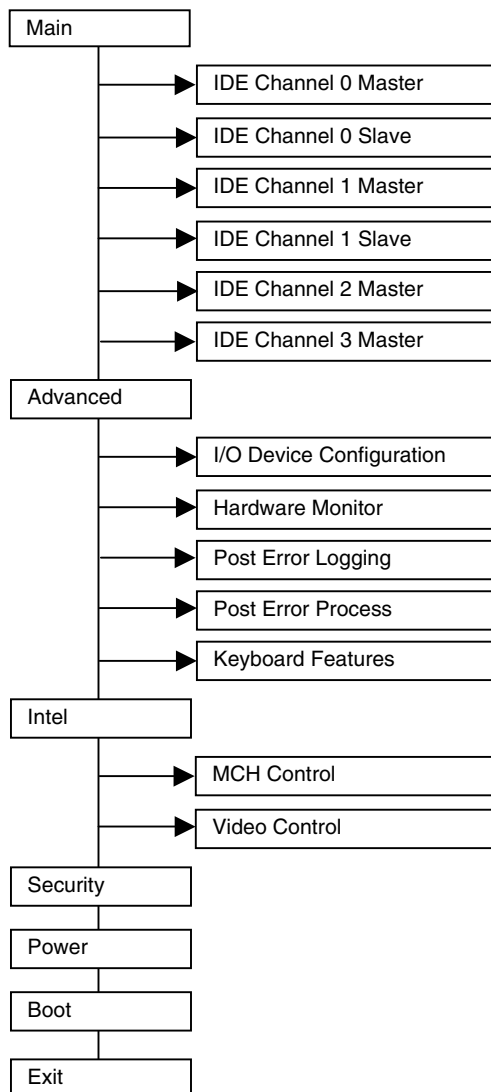 Main
IDE Channel 0 Master
IDE Channel 0 Slave
IDE Channel 1 Master
IDE Channel 1 Slave
IDE Channel 2 Master
IDE Channel 3 Master
Advanced
I/O Device Configuration
Hardware Monitor
Post Error Logging
Post Error Process
Keyboard Features
Intel
MCH Control
Video Control
Security
Power
Boot
Exit